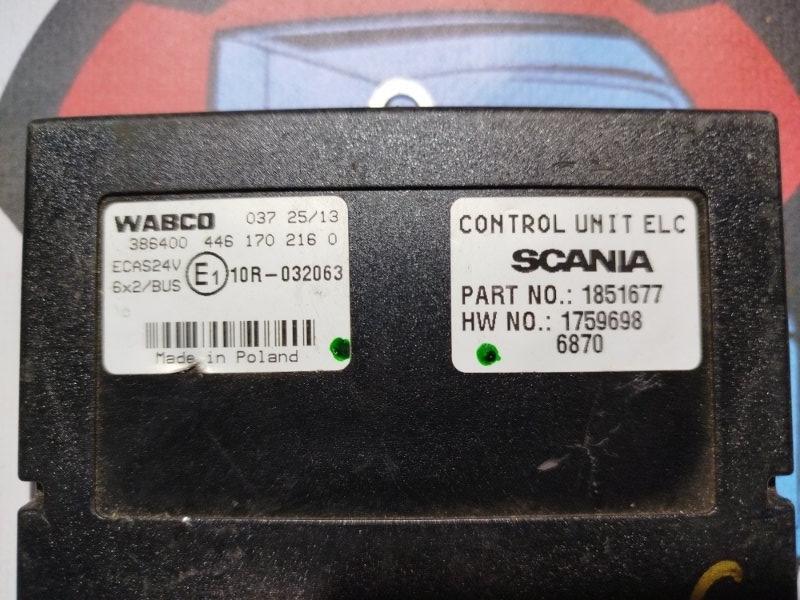 WABCO 037 25/13
386400 446 170 216 0
ECAS24V
6x2/BUS
E1 10R-032063
Made in Poland
CONTROL UNIT ELC
SCANIA
PART NO.: 1851677
HW NO.: 1759698
6870